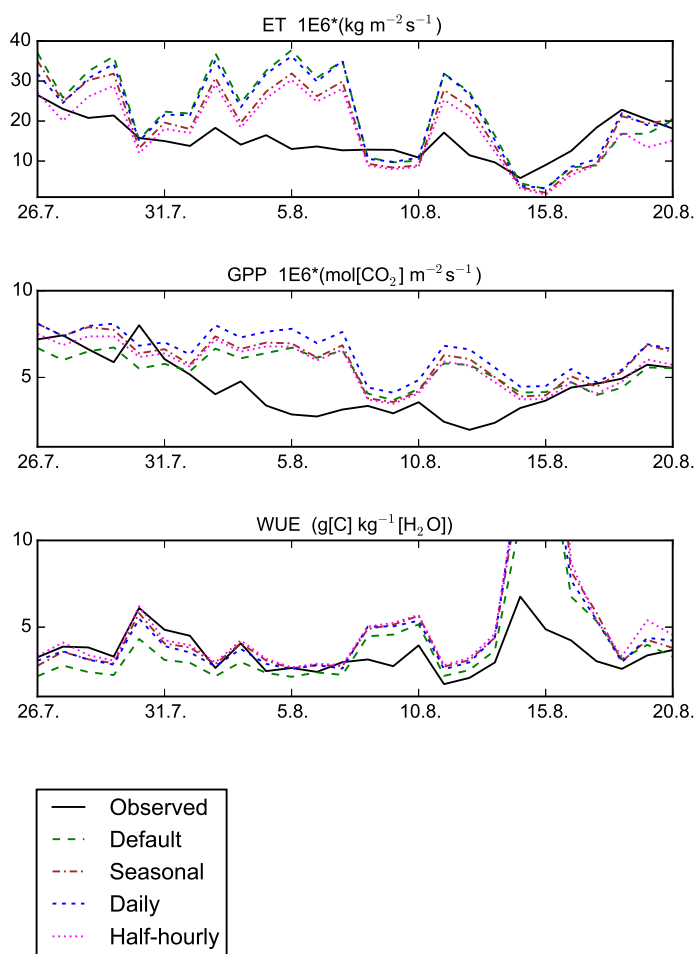 ET 1E6*(kg m⁻² s⁻¹)
40
30
20
10
26.7. 31.7. 5.8. 10.8. 15.8. 20.8.
GPP 1E6*(mol[CO₂] m⁻² s⁻¹)
10
5
26.7. 31.7. 5.8. 10.8. 15.8. 20.8.
WUE (g[C] kg⁻¹ [H₂O])
10
5
26.7. 31.7. 5.8. 10.8. 15.8. 20.8.
Observed
Default
Seasonal
Daily
Half-hourly